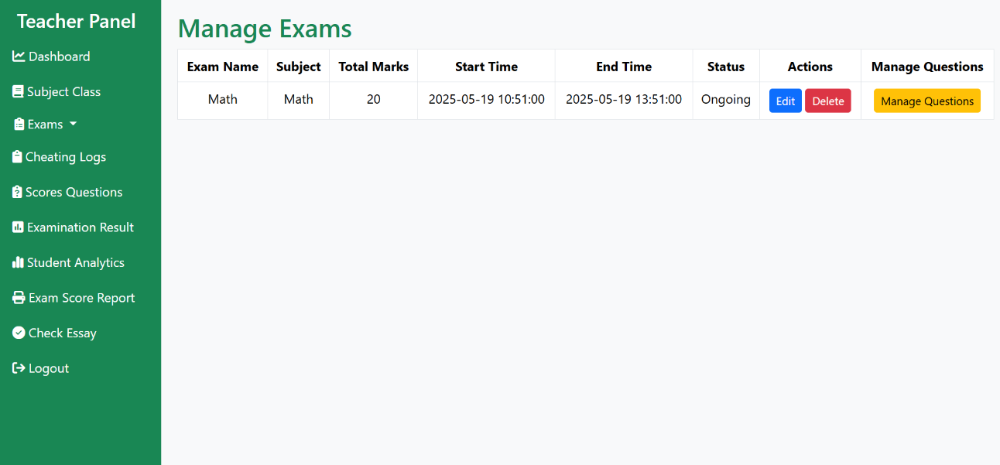 Teacher Panel
Dashboard
Subject Class
Exams
Cheating Logs
Scores Questions
Examination Result
Student Analytics
Exam Score Report
Check Essay
Logout
Manage Exams
Exam Name Subject Total Marks Start Time End Time Status Actions Manage Questions
Math Math 20 2025-05-19 10:51:00 2025-05-19 13:51:00 Ongoing Edit Delete Manage Questions